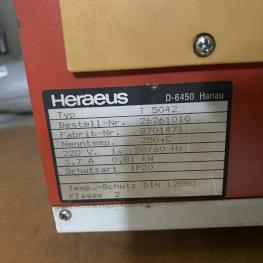 Heraeus D-6450 Hanau
Typ T 5042
Bestell-Nr. 26261010
Fabrik-Nr. 8701471
Nenntemp. 250°C
220 V. 1~ 50/60 Hz
3,7 A 0,81 kW
Schutzart IP20
Temp.-Schutz DIN 12880
Klasse 2